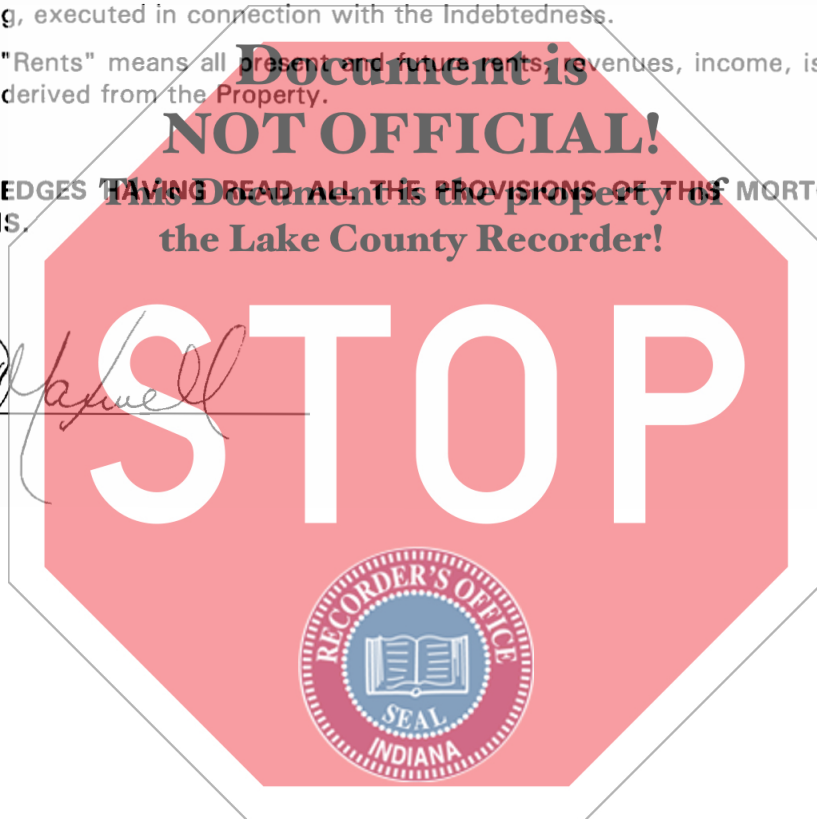 g, executed in connection with the Indebtedness.
"Rents" means all present and future rents, revenues, income, is
derived from the Property.
Document is
NOT OFFICIAL!
EDGES HAVING READ ALL THE PROVISIONS OF THIS MORT
S.
This Document is the property of
the Lake County Recorder!
Maxwell
STOP
RECORDER'S OFFICE
SEAL
INDIANA